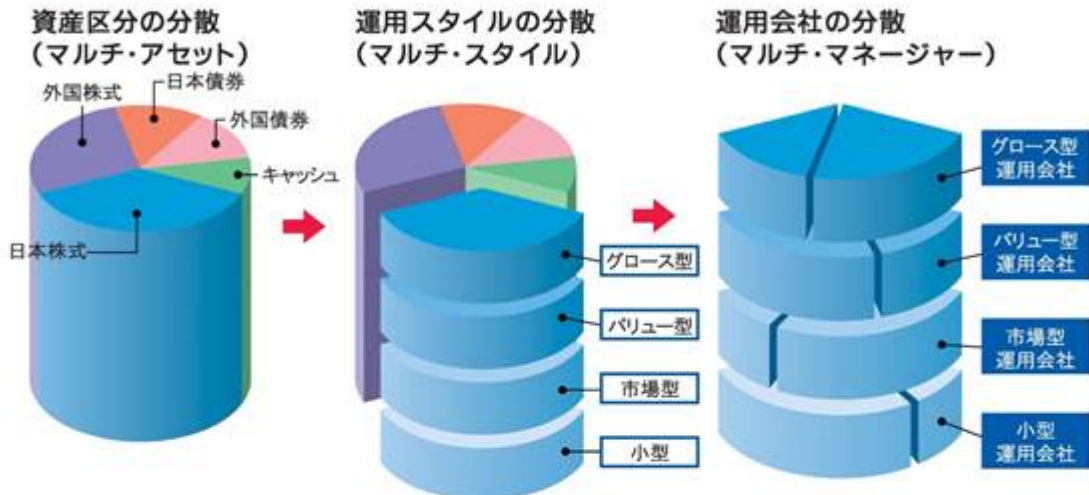 資産区分の分散
(マルチ・アセット)
外国株式
日本債券
外国債券
キャッシュ
日本株式
運用スタイルの分散
(マルチ・スタイル)
グロース型
バリュー型
市場型
小型
運用会社の分散
(マルチ・マネージャー)
グロース型
運用会社
バリュー型
運用会社
市場型
運用会社
小型
運用会社